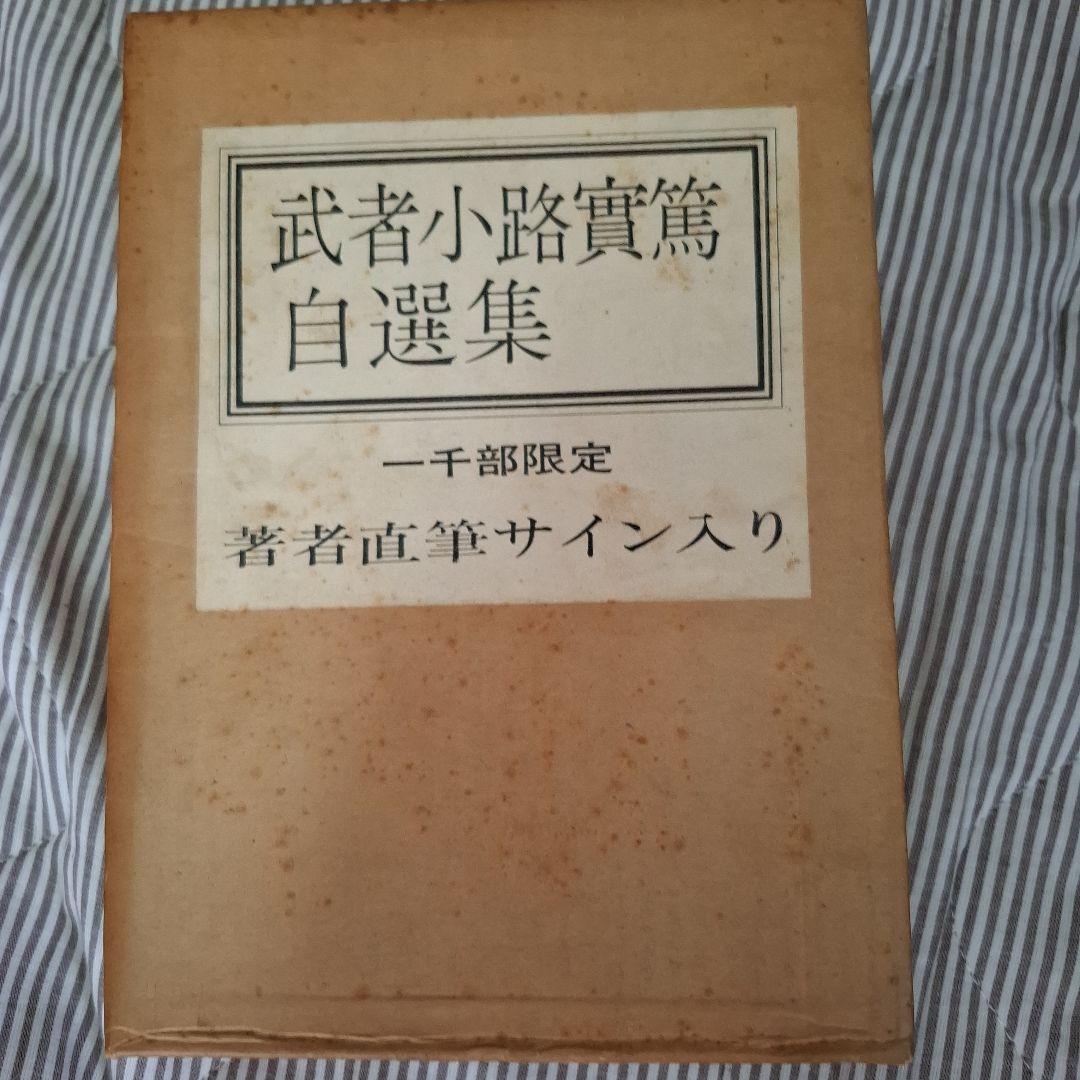 武者小路實篤
自選集
一千部限定
著者直筆サイン入り